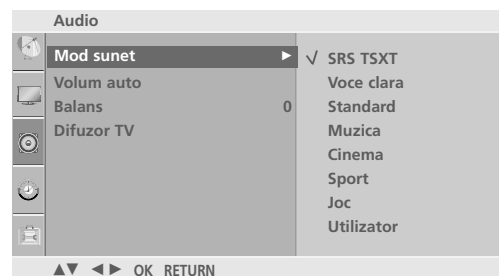 Audio
Mod sunet ►
Volum auto
Balans 0
Difuzor TV
√ SRS TSXT
Voce clara
Standard
Muzica
Cinema
Sport
Joc
Utilizator
▲▼ ◄► OK RETURN